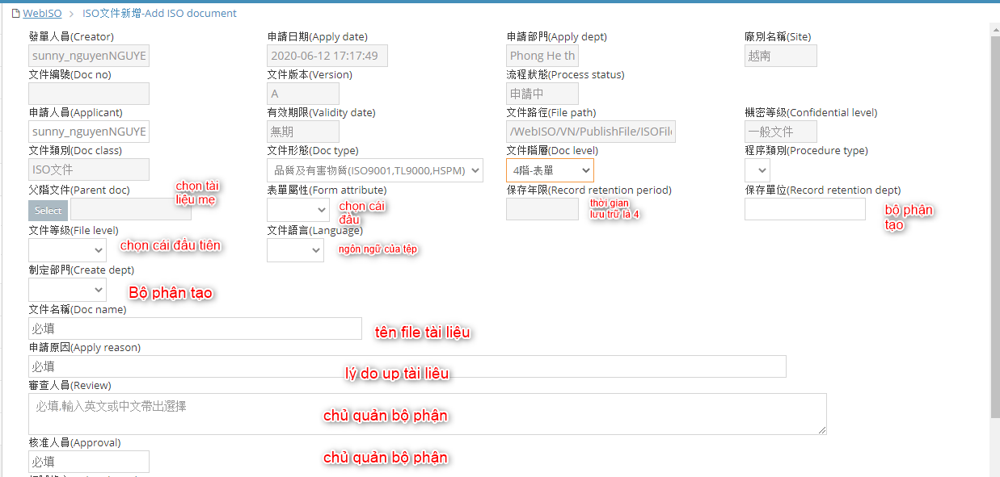 WebISO > ISO文件新增-Add ISO document
發單人員(Creator) 申請日期(Apply date) 申請部門(Apply dept) 廠別名稱(Site)
sunny_nguyenNGUYE 2020-06-12 17:17:49 Phong He th 越南
文件編號(Doc no) 文件版本(Version) 流程狀態(Process status)
A 申請中
申請人員(Applicant) 有效期限(Validity date) 文件路徑(File path) 機密等級(Confidential level)
sunny_nguyenNGUYE 無期 /WebISO/VN/PublishFile/ISOFil 一般文件
文件類別(Doc class) 文件形態(Doc type) 文件階層(Doc level) 程序類別(Procedure type)
ISO文件 品質及有害物質(ISO9001,TL9000,HSPM) 4階-表單
父階文件(Parent doc) 表單屬性(Form attribute) 保存年限(Record retention period) 保存單位(Record retention dept)
chọn tài
liệu mẹ
Select
chọn cái
đầu
thời gian
lưu trữ là 4
bộ phận
tạo
文件等級(File level) 文件語言(Language)
chọn cái đầu tiên ngôn ngữ của tệp
制定部門(Create dept)
Bộ phận tạo
文件名稱(Doc name)
必填 tên file tài liệu
申請原因(Apply reason)
必填 lý do up tài liêu
審查人員(Review)
必填,輸入英文或中文帶出選擇 chủ quản bộ phận
核准人員(Approval)
必填 chủ quản bộ phận